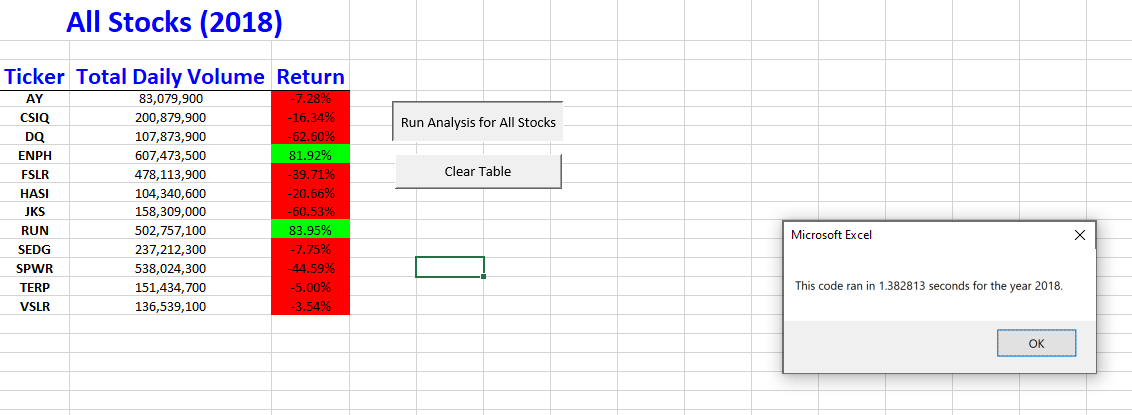 All Stocks (2018)
Ticker Total Daily Volume Return
AY 83,079,900 -7.28%
CSIQ 200,879,900 -16.34%
DQ 107,873,900 -62.60%
ENPH 607,473,500 81.92%
FSLR 478,113,900 -39.71%
HASI 104,340,600 -20.66%
JKS 158,309,000 -60.53%
RUN 502,757,100 83.95%
SEDG 237,212,300 -7.75%
SPWR 538,024,300 -44.59%
TERP 151,434,700 -5.00%
VSLR 136,539,100 -3.54%
Run Analysis for All Stocks
Clear Table
Microsoft Excel
This code ran in 1.382813 seconds for the year 2018.
OK